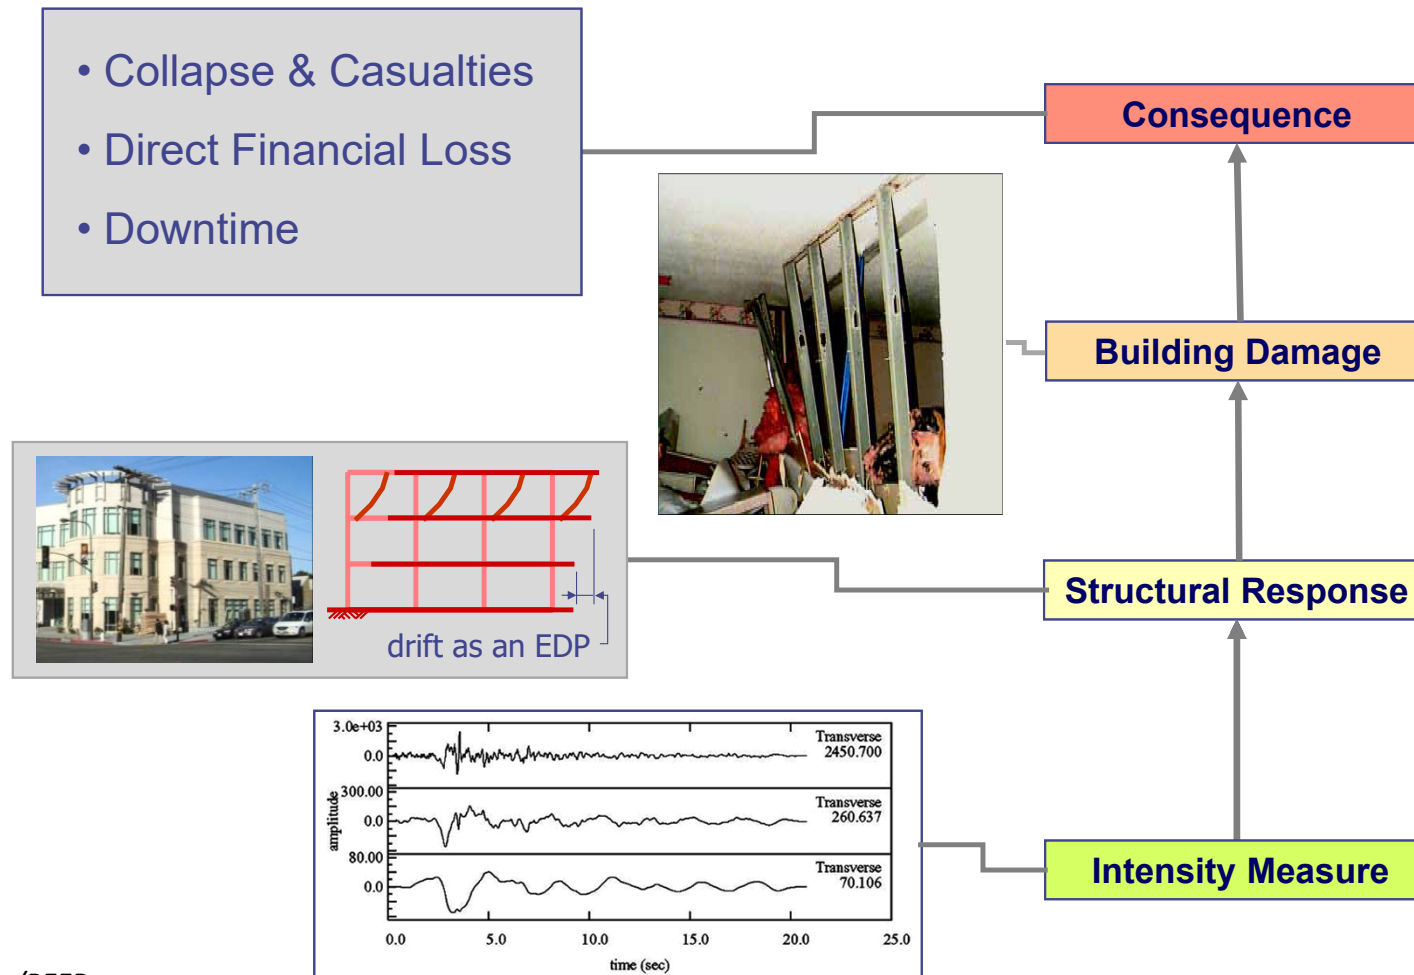 • Collapse & Casualties
• Direct Financial Loss
• Downtime
Consequence
Building Damage
Structural Response
drift as an EDP
3.0e+03
0.0
Transverse
2450.700
300.00
0.0
Transverse
260.637
80.00
0.0
Transverse
70.106
amplitude
0.0 5.0 10.0 15.0 20.0 25.0
time (sec)
Intensity Measure